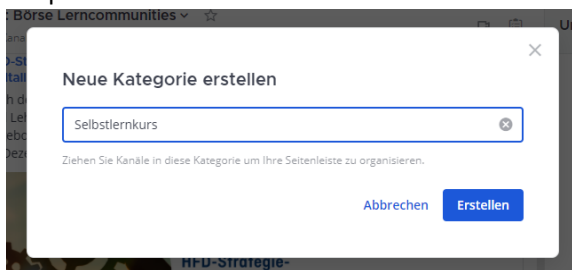 : Börse Lerncommunities
Neue Kategorie erstellen
Selbstlernkurs
Ziehen Sie Kanäle in diese Kategorie um Ihre Seitenleiste zu organisieren.
Abbrechen
Erstellen
HFD-Strategie-